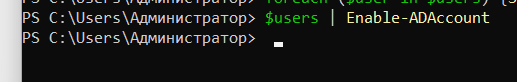 PS C:\Users\Администратор> foreach ($user in $users) {
PS C:\Users\Администратор> $users | Enable-ADAccount
PS C:\Users\Администратор>